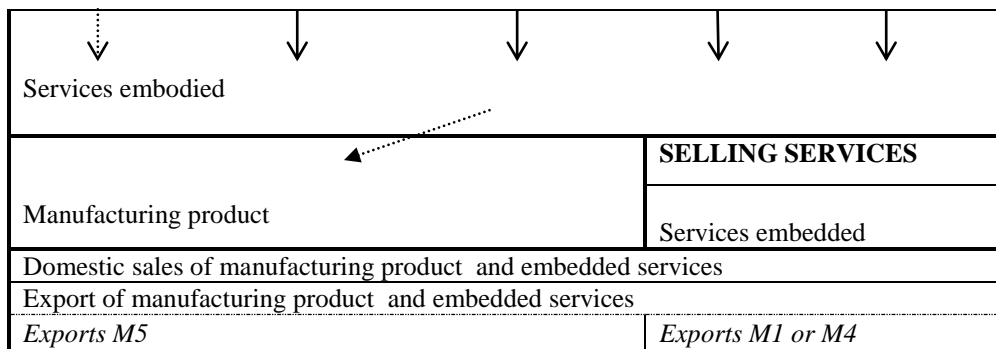 Services embodied
SELLING SERVICES
Manufacturing product
Services embedded
Domestic sales of manufacturing product and embedded services
Export of manufacturing product and embedded services
Exports M5
Exports M1 or M4